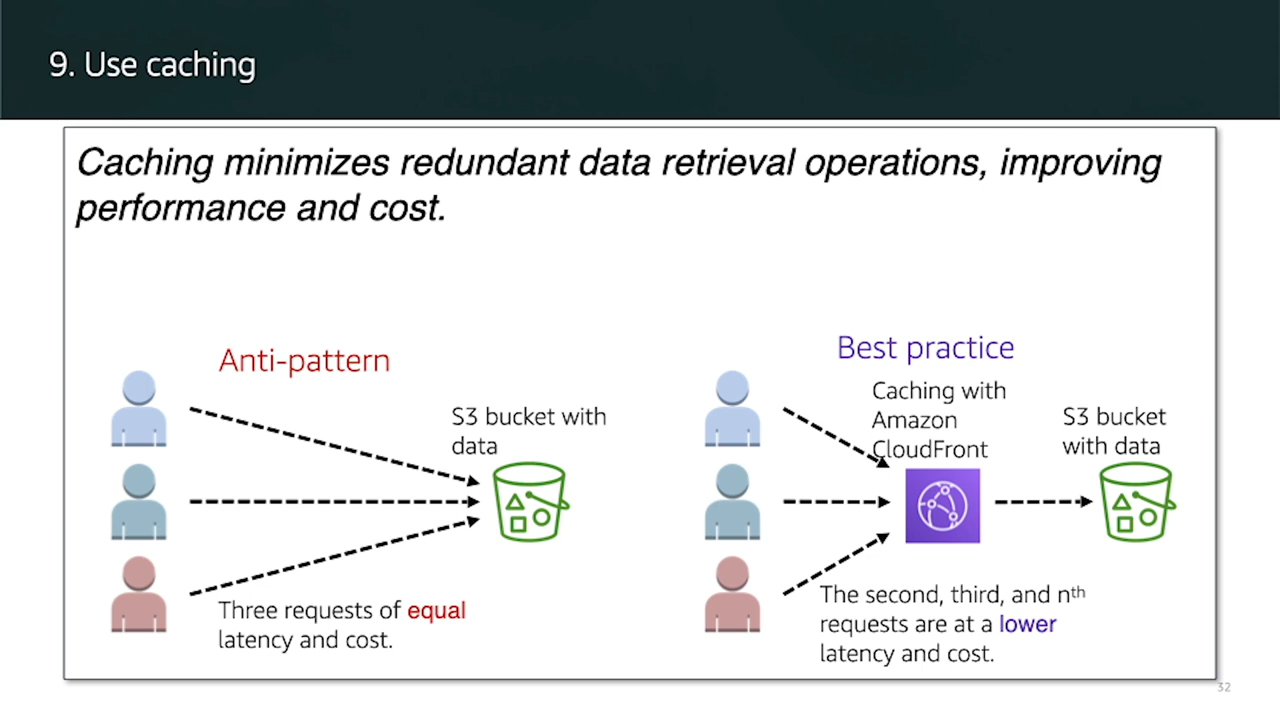 9. Use caching
Caching minimizes redundant data retrieval operations, improving
performance and cost.
Anti-pattern
S3 bucket with
data
Three requests of equal
latency and cost.
Best practice
Caching with
Amazon
CloudFront
S3 bucket
with data
The second, third, and nth
requests are at a lower
latency and cost.
32